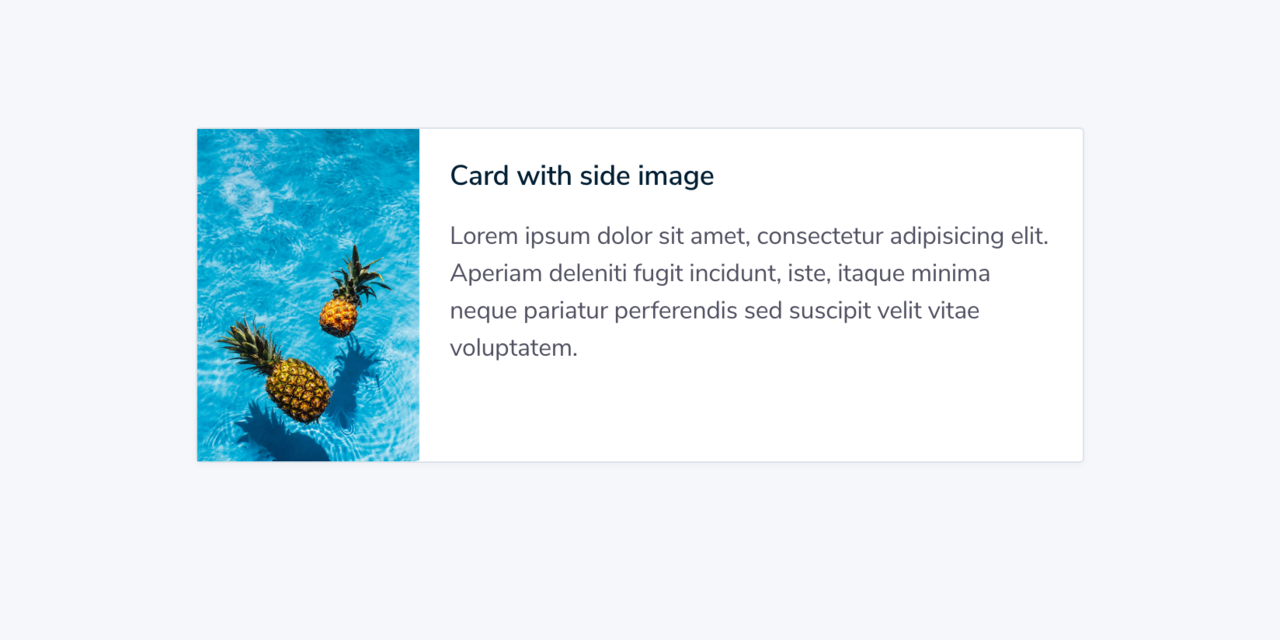 Card with side image
Lorem ipsum dolor sit amet, consectetur adipisicing elit.
Aperiam deleniti fugit incidunt, iste, itaque minima
neque pariatur perferendis sed suscipit velit vitae
voluptatem.